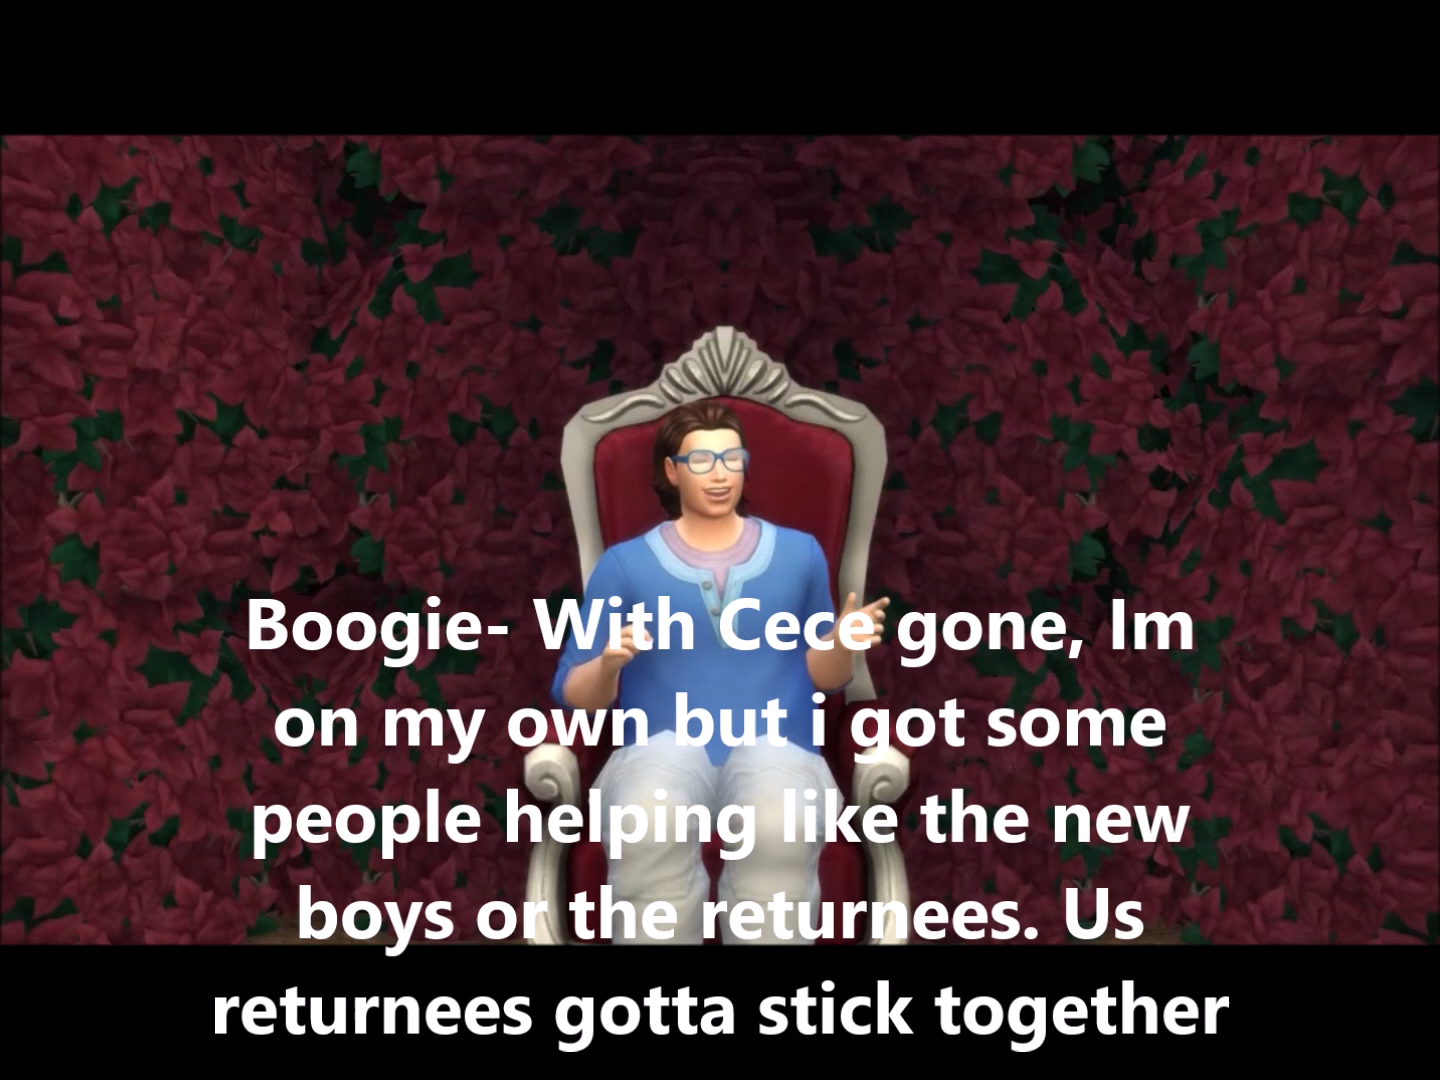 Boogie- With Cece gone, Im
on my own but i got some
people helping like the new
boys or the returnees. Us
returnees gotta stick together